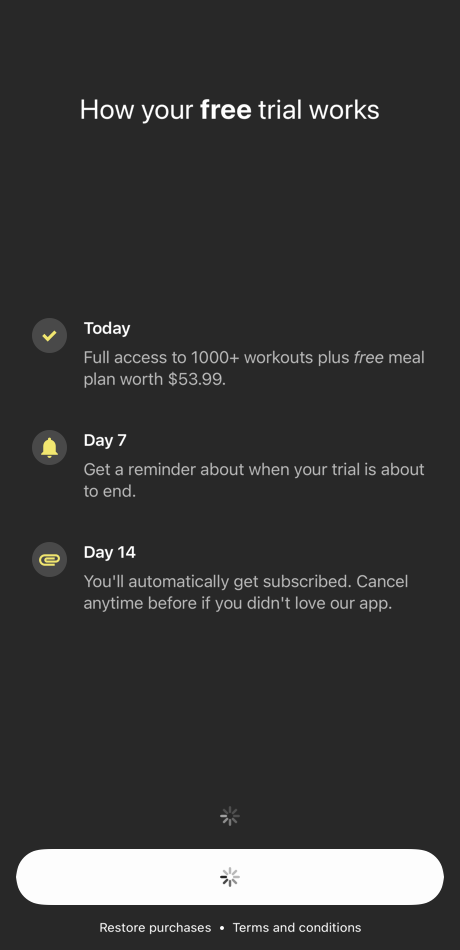 How your free trial works
Today
Full access to 1000+ workouts plus free meal
plan worth $53.99.
Day 7
Get a reminder about when your trial is about
to end.
Day 14
You'll automatically get subscribed. Cancel
anytime before if you didn't love our app.
Restore purchases • Terms and conditions